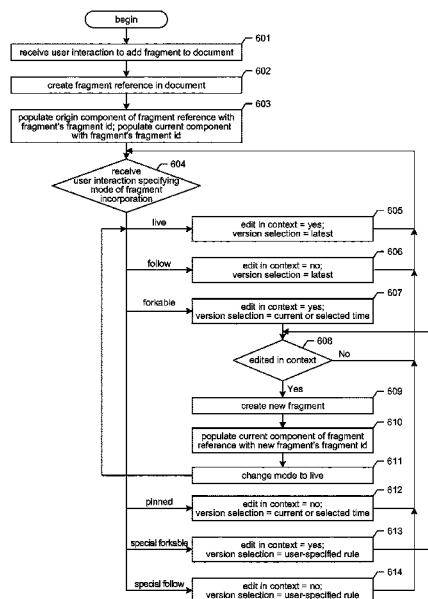 begin
601
receive user interaction to add fragment to document
602
create fragment reference in document
603
populate origin component of fragment reference with
fragment's fragment id; populate current component
with fragment's fragment id
604
receive
user interaction specifying
mode of fragment
incorporation
605
live
edit in context = yes;
version selection = latest
606
follow
edit in context = no;
version selection = latest
607
forkable
edit in context = yes;
version selection = current or selected time
608
edited in context
No
Yes
609
create new fragment
610
populate current component of fragment
reference with new fragment's fragment id
611
change mode to live
612
pinned
edit in context = no;
version selection = current or selected time
613
special forkable
edit in context = yes;
version selection = user-specified rule
614
special follow
edit in context = no;
version selection = user-specified rule